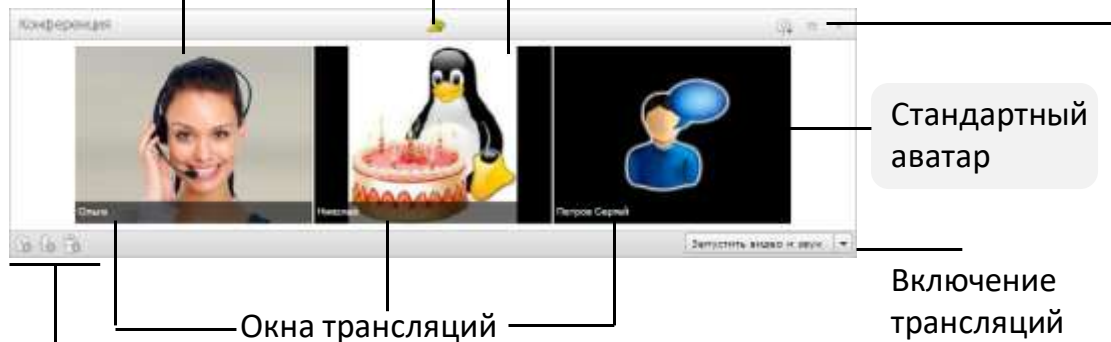 Конференция
Стандартный
аватар
Ольга
Николай
Петров Сергей
Запустить видео и звук
Включение
трансляций
Окна трансляций